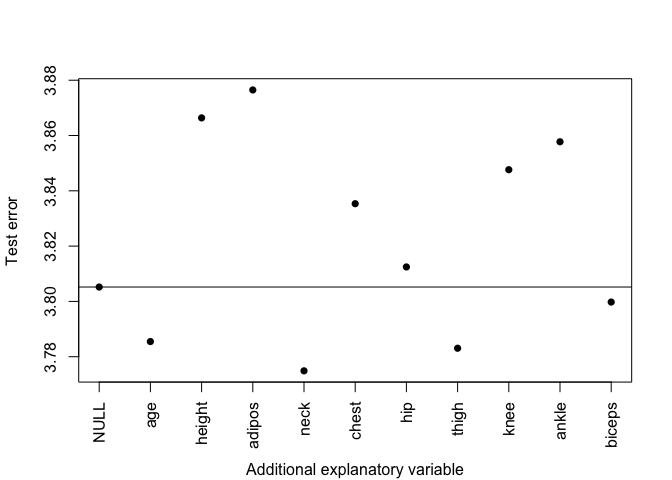 Test error
3.88
3.86
3.84
3.82
3.80
3.78
NULL
age
height
adipos
neck
chest
hip
thigh
knee
ankle
biceps
Additional explanatory variable